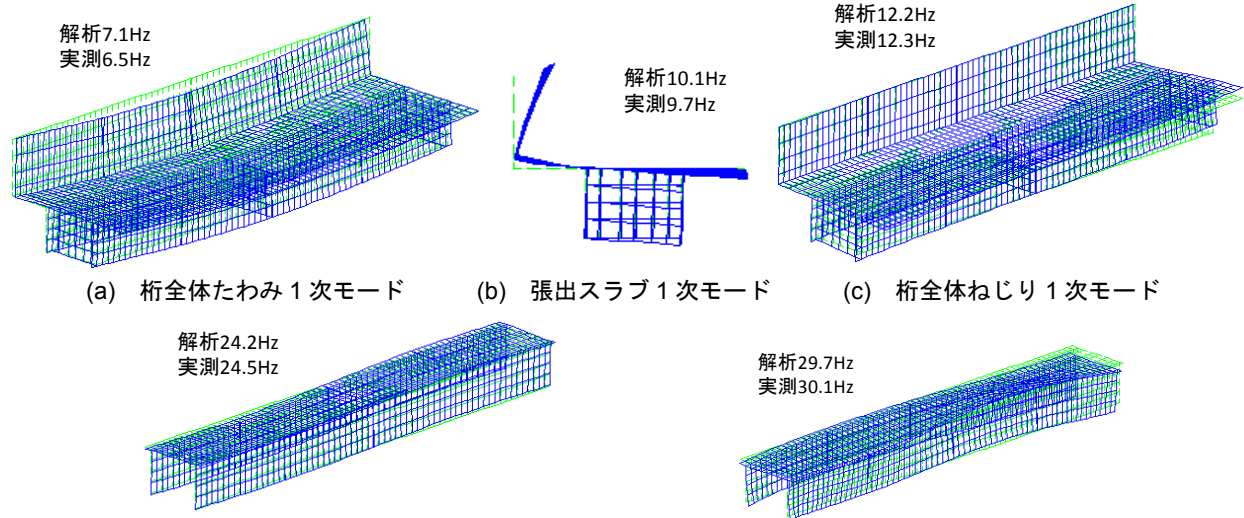 解析7.1Hz
実測6.5Hz
解析10.1Hz
実測9.7Hz
解析12.2Hz
実測12.3Hz
(a) 桁全体たわみ 1 次モード
(b) 張出スラブ 1 次モード
(c) 桁全体ねじり 1 次モード
解析24.2Hz
実測24.5Hz
解析29.7Hz
実測30.1Hz